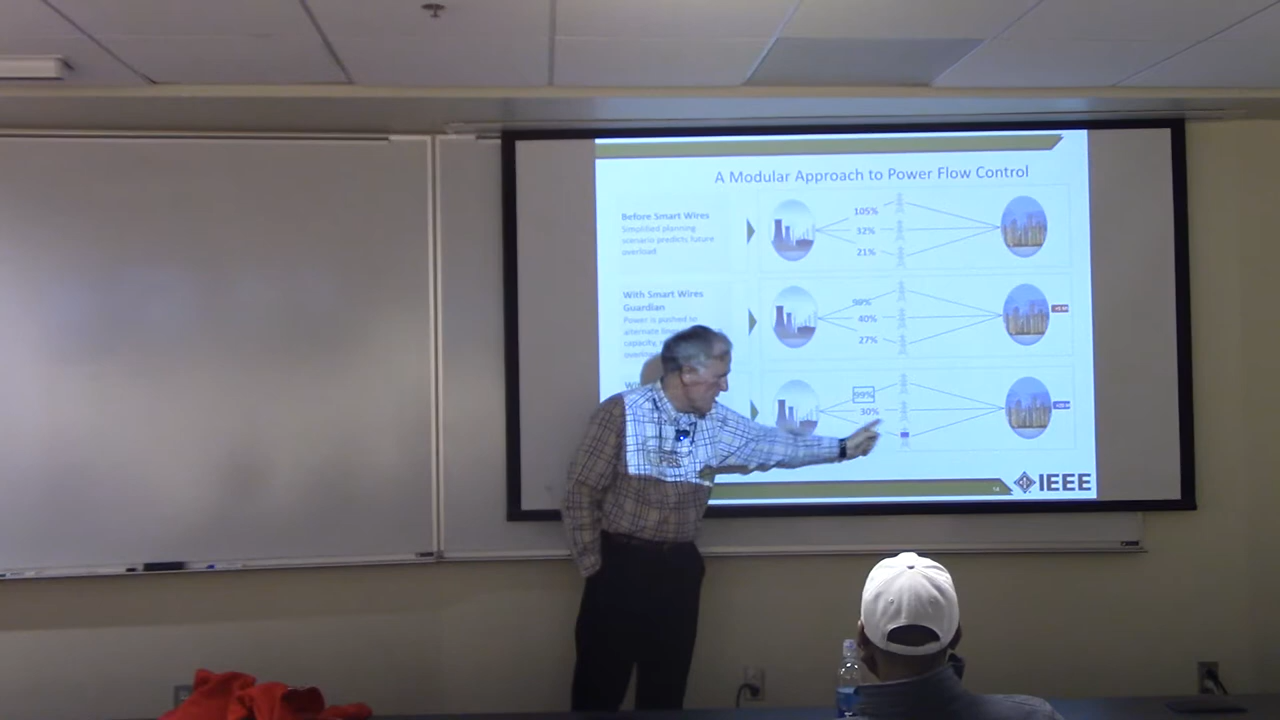 A Modular Approach to Power Flow Control
Before Smart Wires
Simplified planning
scenario predicts future
overload
105%
32%
21%
With Smart Wires
Guardian
Power is pushed to
alternate
capacity,
99%
40%
27%
99%
30%
14
IEEE